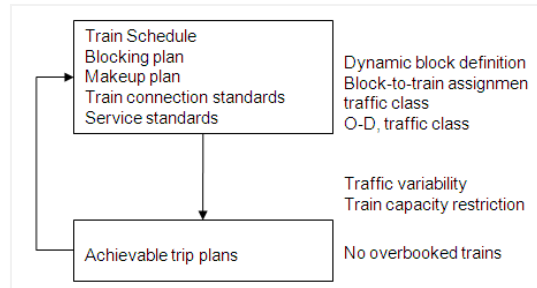 Train Schedule
Blocking plan
Makeup plan
Train connection standards
Service standards
Dynamic block definition
Block-to-train assignmen
traffic class
O-D, traffic class
Traffic variability
Train capacity restriction
Achievable trip plans
No overbooked trains